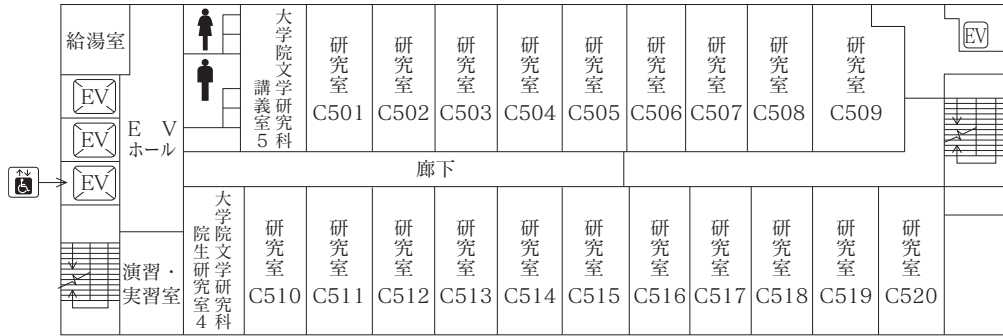 給湯室
EV
EV
EV
EV
ホール
大学院文学研究科
講義室5
研究室
C501
研究室
C502
研究室
C503
研究室
C504
研究室
C505
研究室
C506
研究室
C507
研究室
C508
研究室
C509
EV
廊下
演習・
実習室
大学院文学研究科
院生研究室4
研究室
C510
研究室
C511
研究室
C512
研究室
C513
研究室
C514
研究室
C515
研究室
C516
研究室
C517
研究室
C518
研究室
C519
研究室
C520